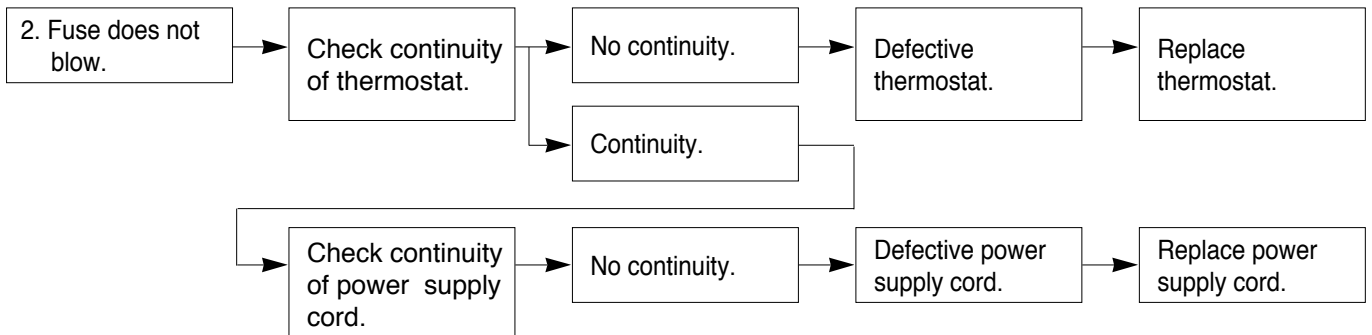 2. Fuse does not
blow.
Check continuity
of thermostat.
No continuity.
Defective
thermostat.
Replace
thermostat.
Continuity.
Check continuity
of power supply
cord.
No continuity.
Defective power
supply cord.
Replace power
supply cord.